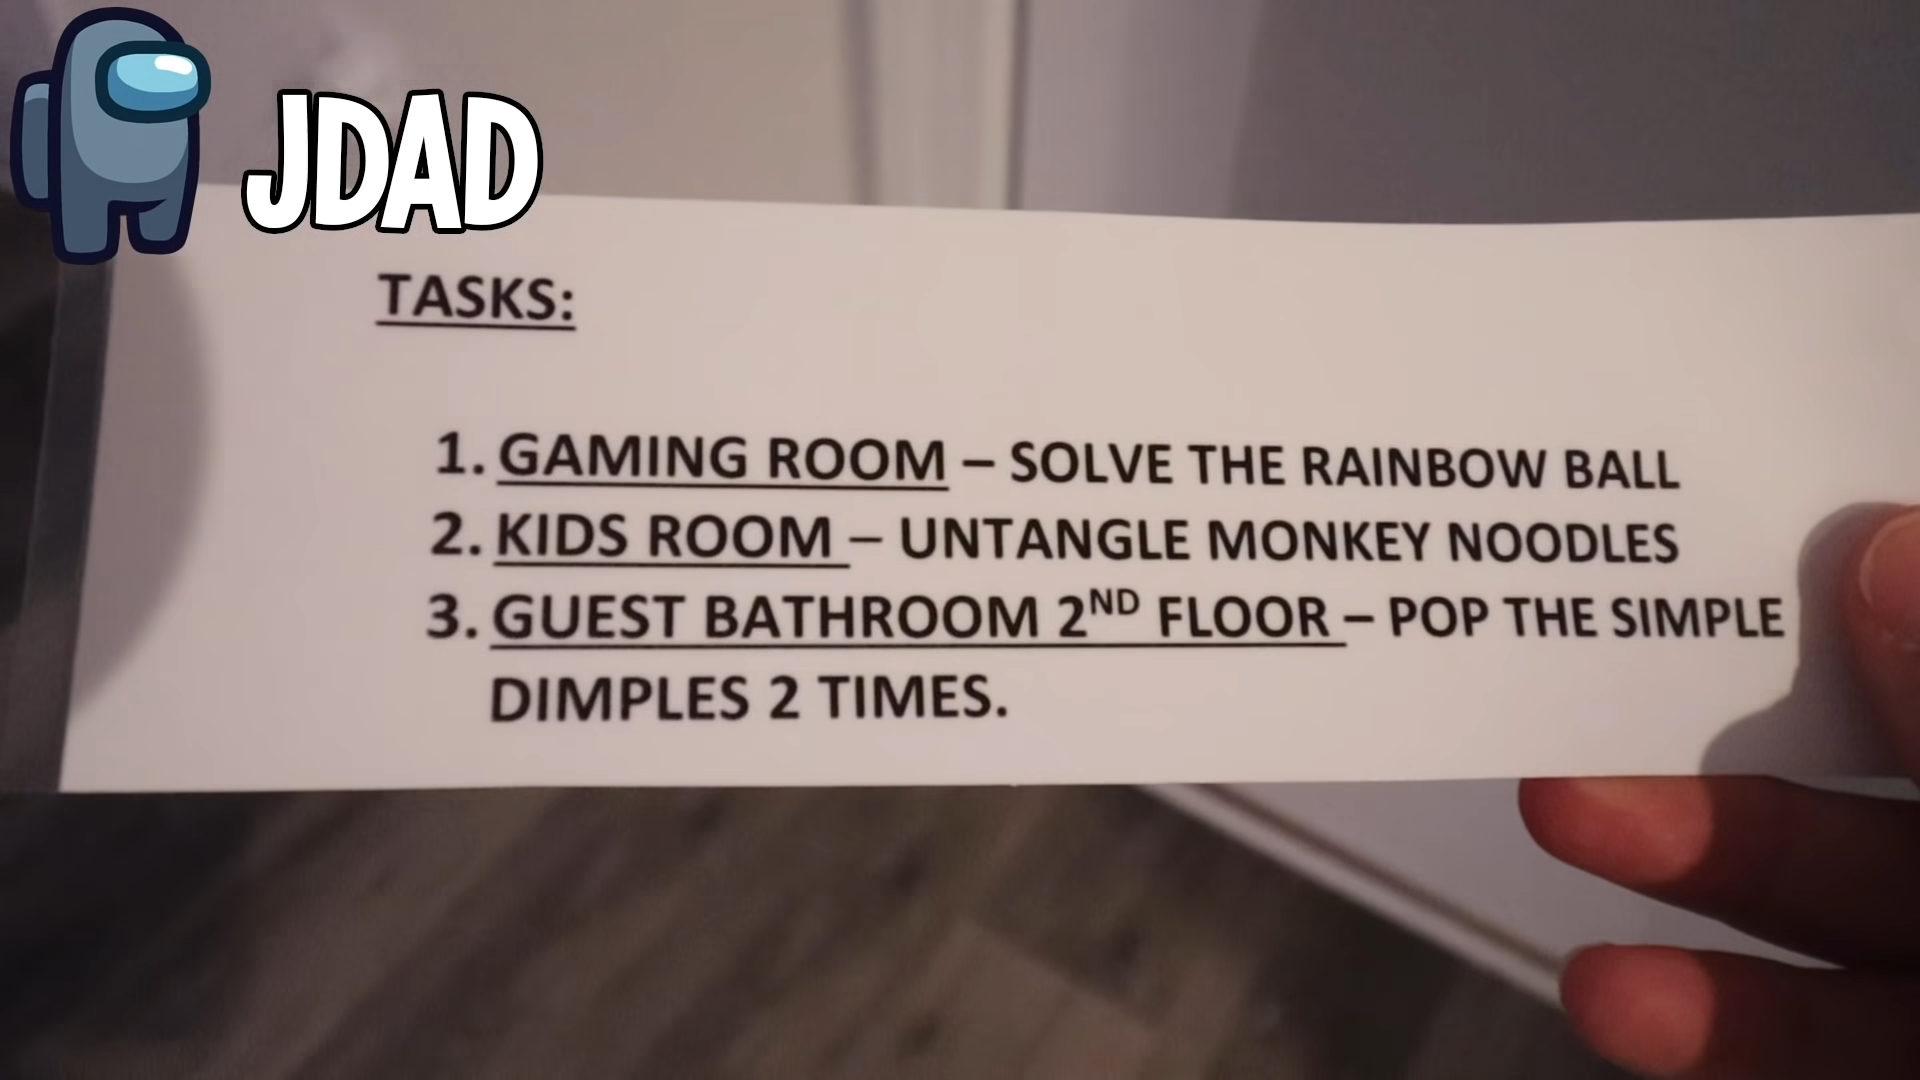 JDAD
TASKS:
1. GAMING ROOM – SOLVE THE RAINBOW BALL
2. KIDS ROOM – UNTANGLE MONKEY NOODLES
3. GUEST BATHROOM 2ND FLOOR – POP THE SIMPLE
DIMPLES 2 TIMES.